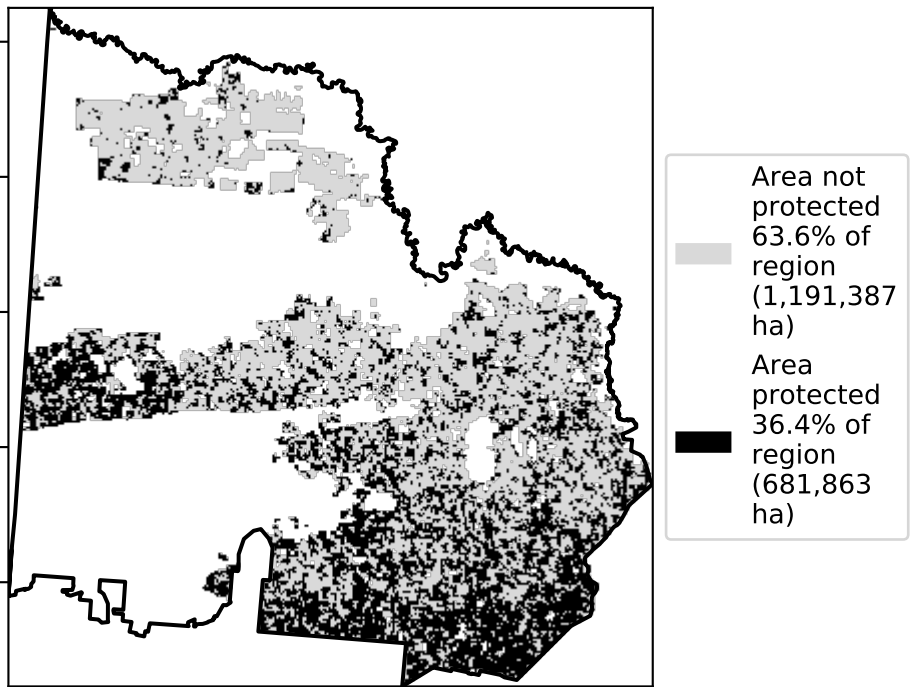 Area not
protected
63.6% of
region
(1,191,387
ha)
Area
protected
36.4% of
region
(681,863
ha)